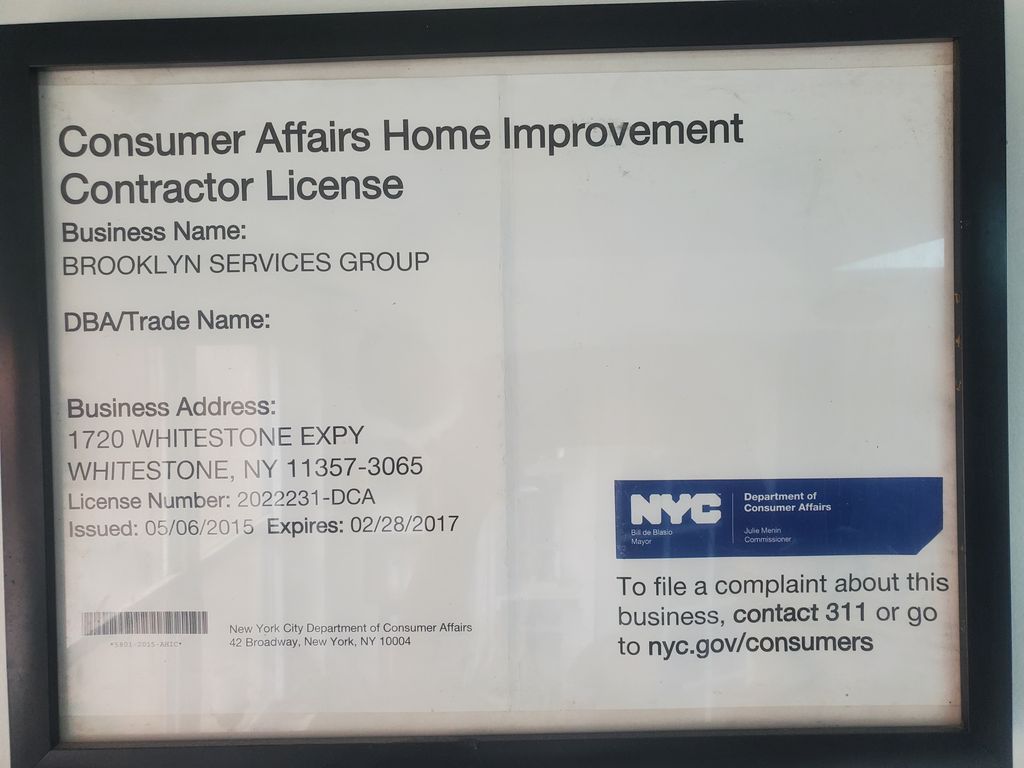 Consumer Affairs Home Improvement
Contractor License
Business Name:
BROOKLYN SERVICES GROUP
DBA/Trade Name:
Business Address:
1720 WHITESTONE EXPY
WHITESTONE, NY 11357-3065
License Number: 2022231-DCA
Issued: 05/06/2015 Expires: 02/28/2017
*5801-2015-AHIC*
New York City Department of Consumer Affairs
42 Broadway, New York, NY 10004
NYC
Bill de Blasio
Mayor
Department of
Consumer Affairs
Julie Menin
Commissioner
To file a complaint about this
business, contact 311 or go
to nyc.gov/consumers